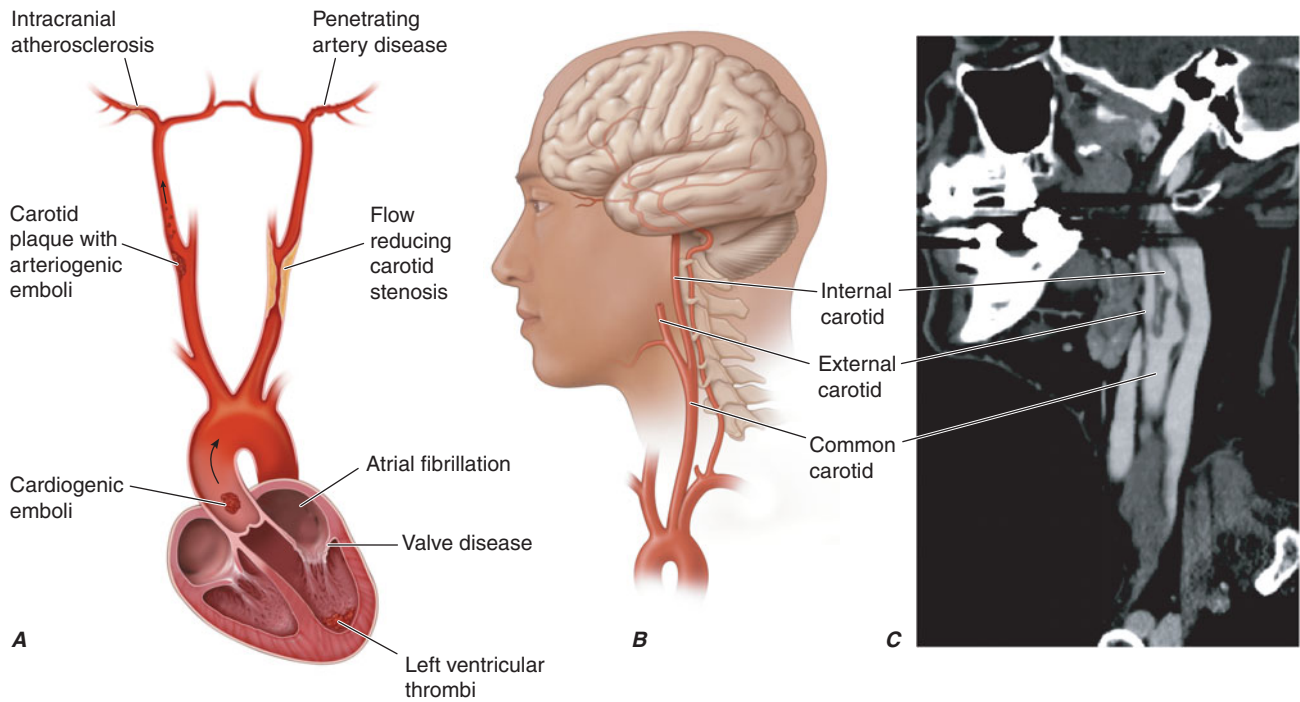 Intracranial
atherosclerosis
Penetrating
artery disease
Carotid
plaque with
arteriogenic
emboli
Flow
reducing
carotid
stenosis
Cardiogenic
emboli
Atrial fibrillation
Valve disease
Left ventricular
thrombi
A
Internal
carotid
External
carotid
Common
carotid
B
C